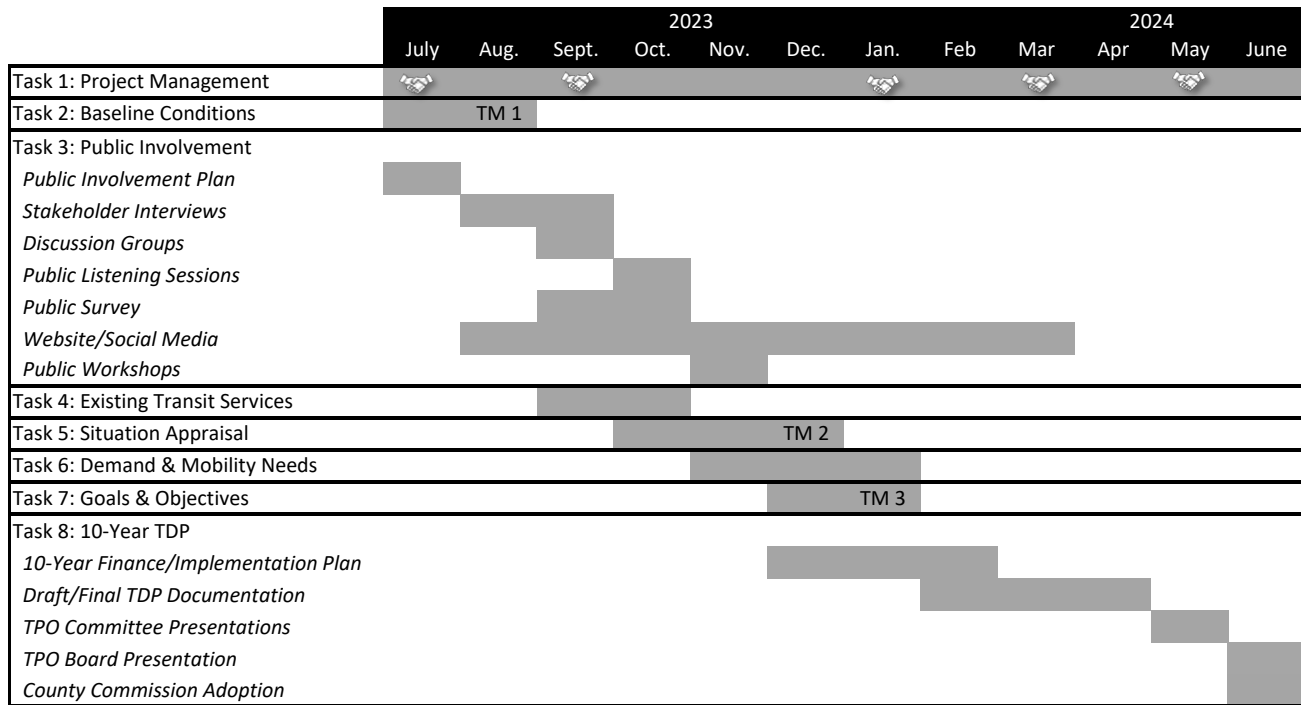 2023 2024
July Aug. Sept. Oct. Nov. Dec. Jan. Feb Mar Apr May June
Task 1: Project Management
Task 2: Baseline Conditions TM 1
Task 3: Public Involvement
Public Involvement Plan
Stakeholder Interviews
Discussion Groups
Public Listening Sessions
Public Survey
Website/Social Media
Public Workshops
Task 4: Existing Transit Services
Task 5: Situation Appraisal TM 2
Task 6: Demand & Mobility Needs
Task 7: Goals & Objectives TM 3
Task 8: 10-Year TDP
10-Year Finance/Implementation Plan
Draft/Final TDP Documentation
TPO Committee Presentations
TPO Board Presentation
County Commission Adoption